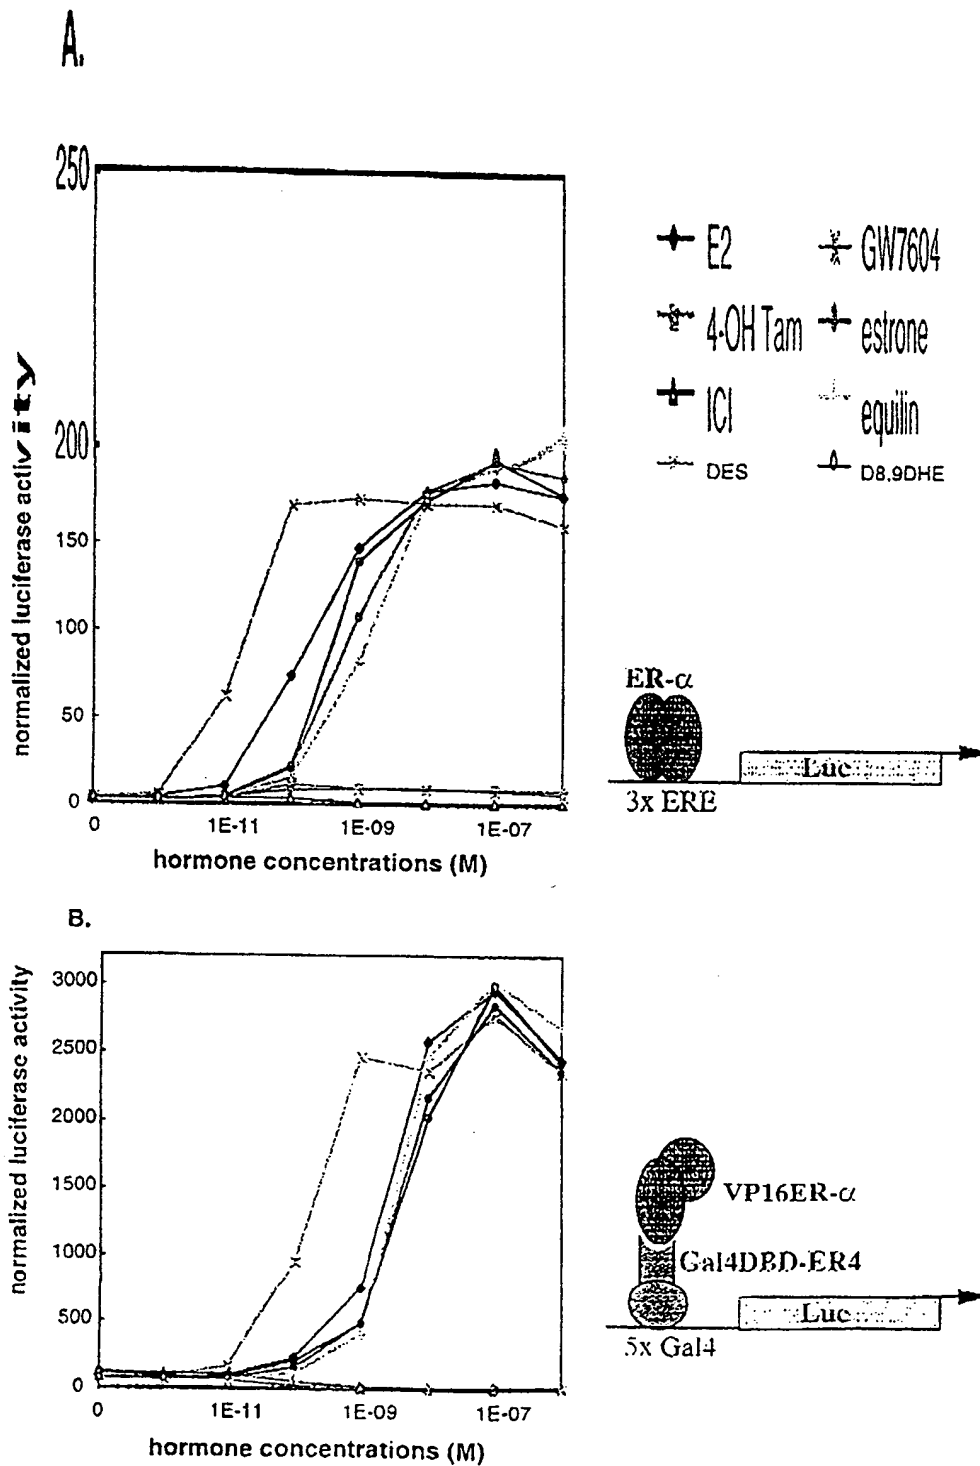 A.
250
200
150
100
50
0
normalized luciferase activity
0
1E-11
1E-09
1E-07
hormone concentrations (M)
E2
4-OH Tam
ICI
DES
GW7604
estrone
equilin
D8,9DHE
ER-α
Luc
3x ERE
B.
3000
2500
2000
1500
1000
500
0
normalized luciferase activity
0
1E-11
1E-09
1E-07
hormone concentrations (M)
VP16ER-α
Gal4DBD-ER4
Luc
5x Gal4